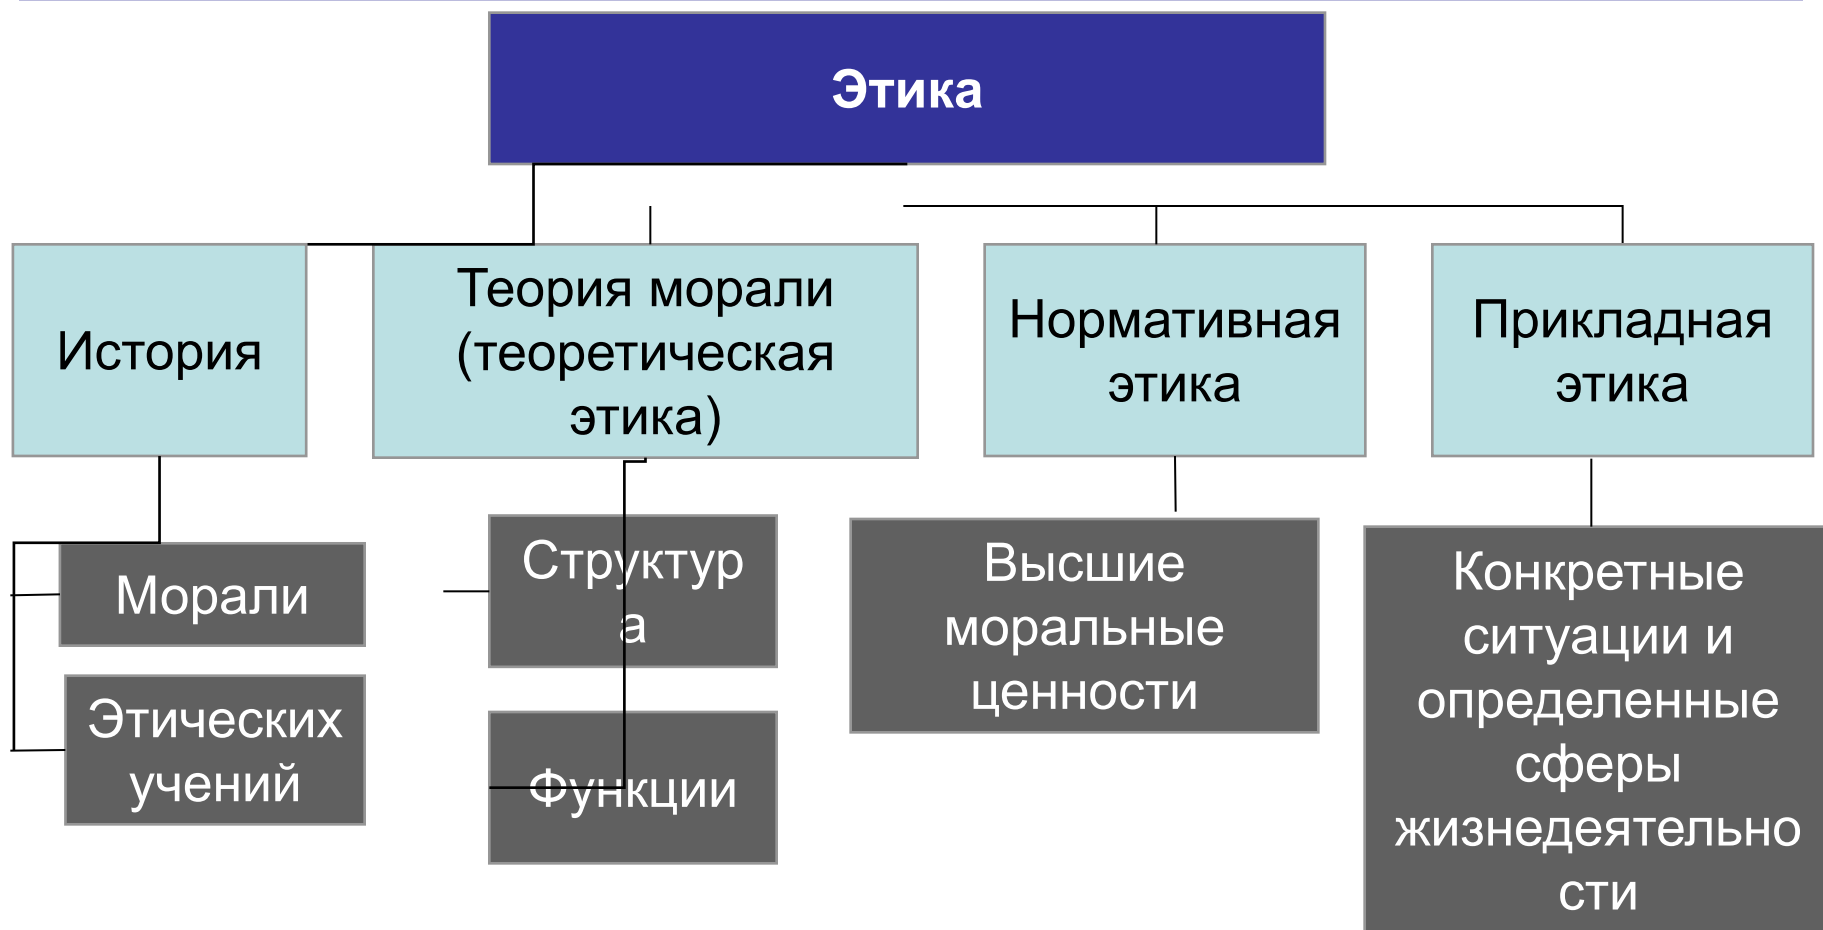 Этика
История
Теория морали
(теоретическая
этика)
Нормативная
этика
Прикладная
этика
Морали
Этических
учений
Структур
а
Функции
Высшие
моральные
ценности
Конкретные
ситуации и
определенные
сферы
жизнедеятельно
сти